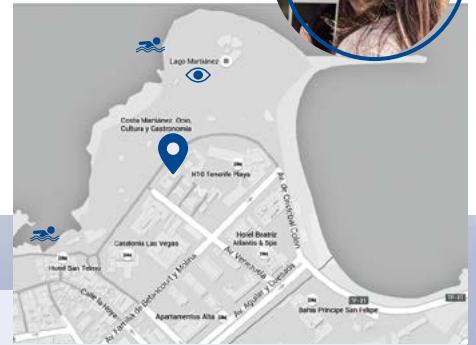 Lago Martiánez
Costa Martiánez. Ocio,
Cultura y Gastronomía
H10 Tenerife Playa
Av. de Cristóbal Colón
Hotel Beatriz
Atlantis & Spa
Catalonia Las Vegas
Av. Venezuela
Hotel San Telmo
Calle la Hoya
Av. Familia de Betancourt y Molina
Av. Aguilar y Quesada
Apartamentos Alta
TF-31
TF-31
Bahía Príncipe San Felipe